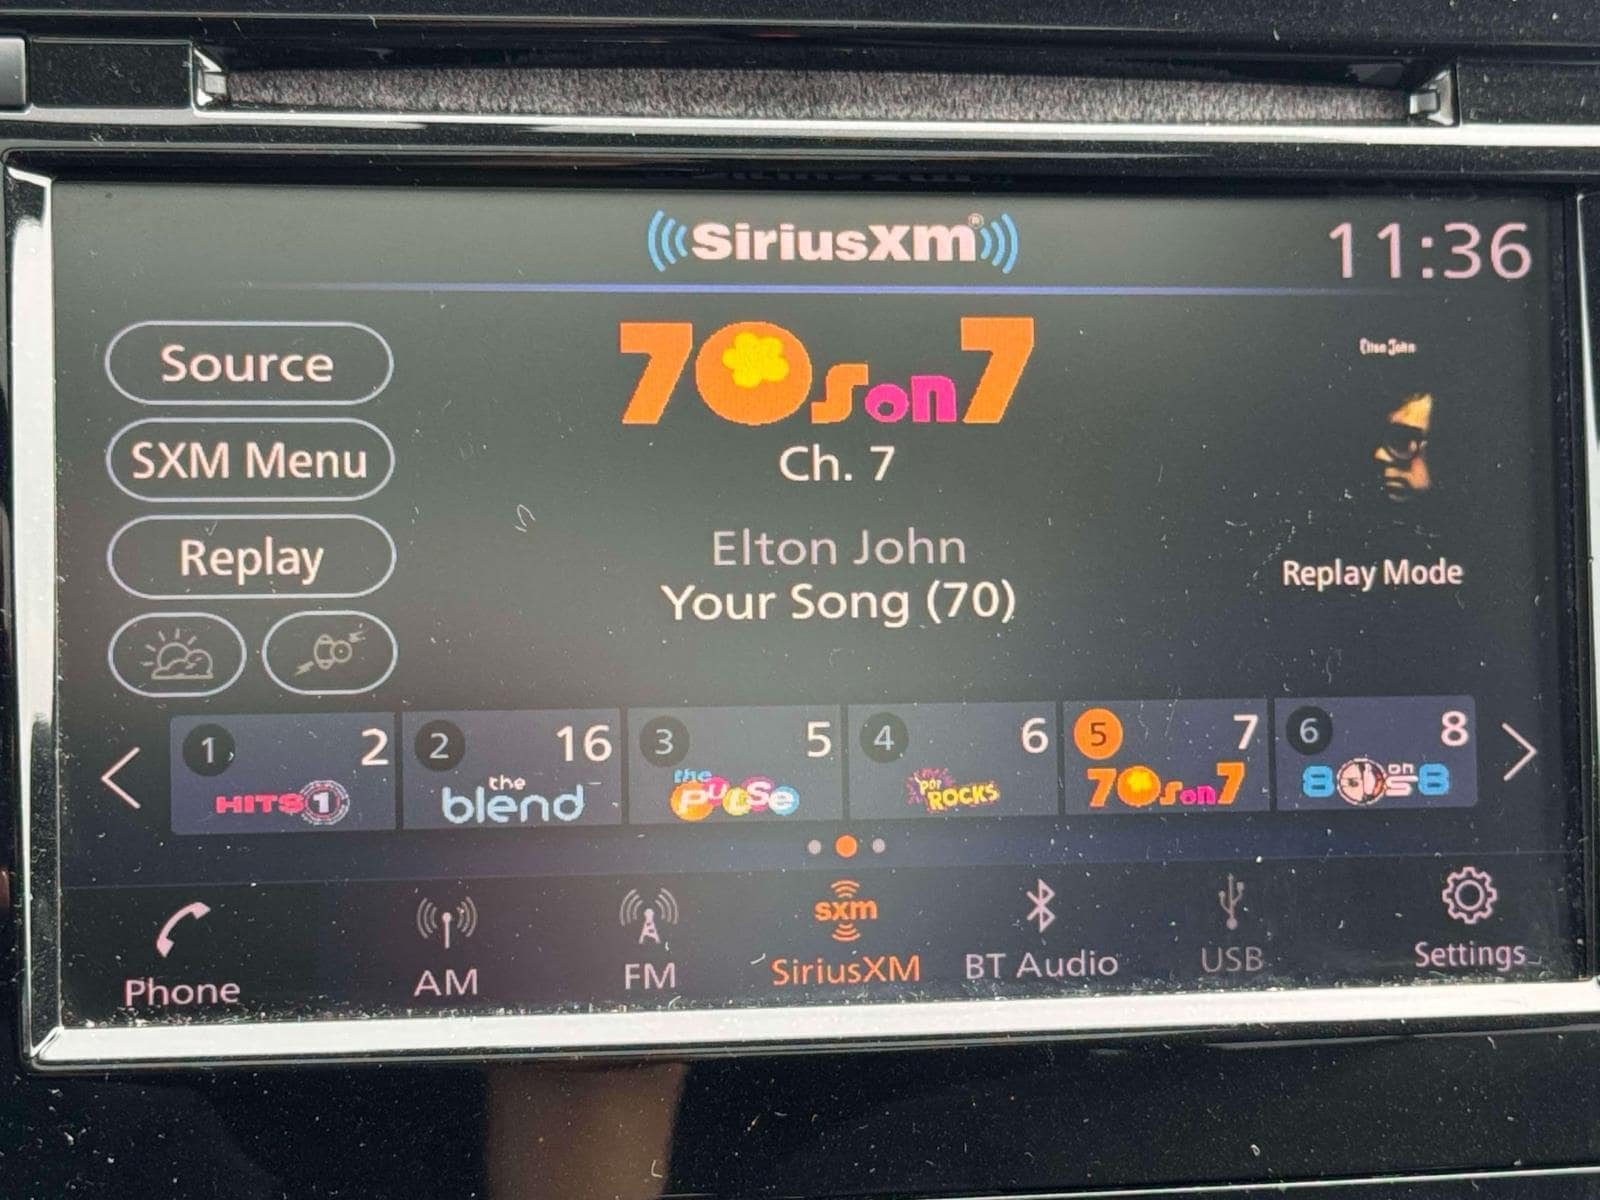 SiriusXM®
11:36
Source
SXM Menu
Replay
70s on 7
Ch. 7
Elton John
Your Song (70)
Elton John
Replay Mode
1 2
HITS 1
2 16
the blend
3 5
the PULSE
4 6
POP ROCKS
5 7
70s on 7
6 8
80s on 8
Phone
AM
FM
sxm
SiriusXM
BT Audio
USB
Settings